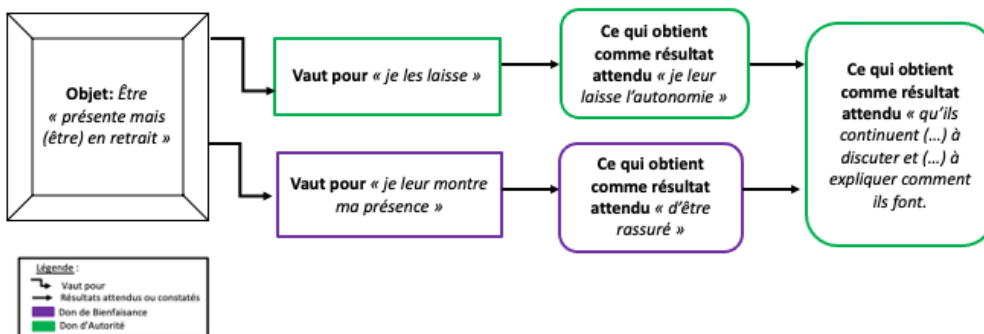 Objet: Être
« présente mais
(être) en retrait »
Vaut pour « je les laisse »
Ce qui obtient
comme résultat
attendu « je leur
laisse l’autonomie »
Vaut pour « je leur montre
ma présence »
Ce qui obtient
comme résultat
attendu « d’être
rassuré »
Ce qui obtient
comme résultat
attendu « qu’ils
continuent (...) à
discuter et (...) à
expliquer comment
ils font.
Légende :
Vaut pour
Résultats attendus ou constatés
Don de Bienfaisance
Don d’Autorité